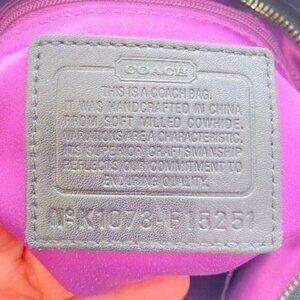 COACH
THIS IS A COACH BAG.
IT WAS HANDCRAFTED IN CHINA
FROM SOFT MILLED COWHIDE.
VARIATIONS ARE A CHARACTERISTIC.
ITS SUPERIOR CRAFTSMANSHIP
REFLECTS OUR COMMITMENT TO
ENDURING QUALITY.
Nº K1073-F15251